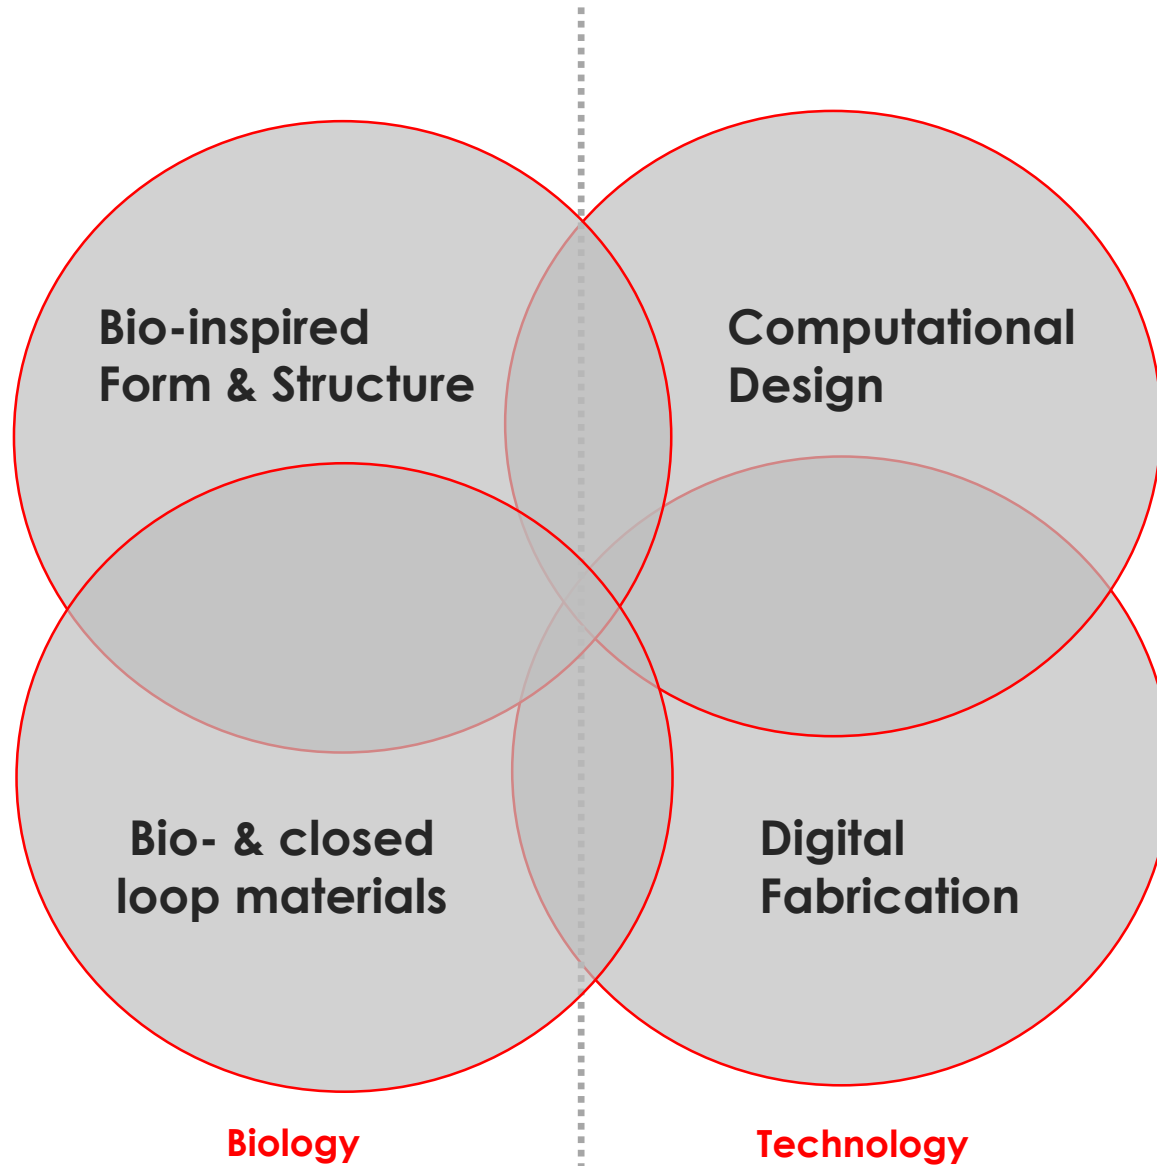 Bio-inspired
Form & Structure
Computational
Design
Bio- & closed
loop materials
Digital
Fabrication
Biology
Technology